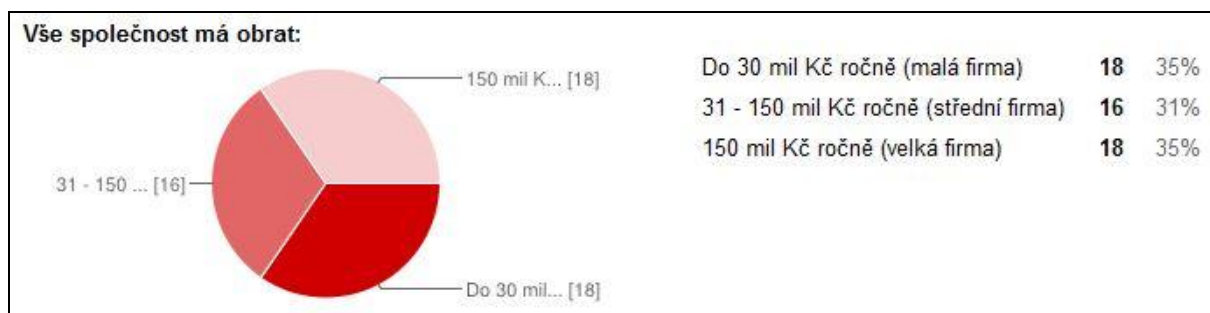 Vše společnost má obrat:
150 mil K... [18]
31 - 150 ... [16]
Do 30 mil... [18]
Do 30 mil Kč ročně (malá firma) 18 35%
31 - 150 mil Kč ročně (střední firma) 16 31%
150 mil Kč ročně (velká firma) 18 35%